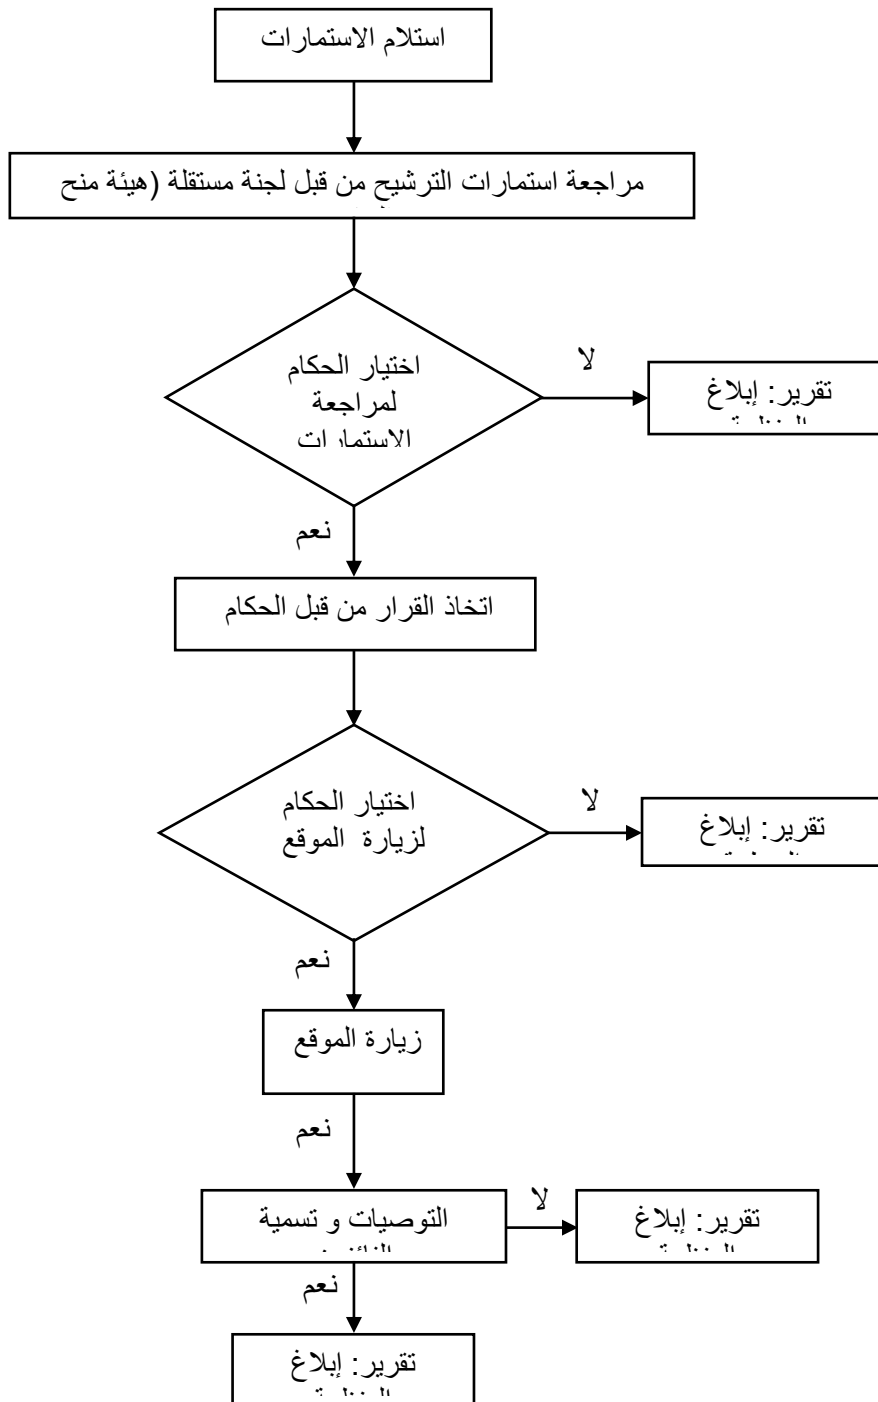 استلام الاستمارات
مراجعة استمارات الترشيح من قبل لجنة مستقلة (هيئة منح
اختيار الحكام
لمراجعة
الاستمارات
لا
تقرير: إبلاغ
نعم
اتخاذ القرار من قبل الحكام
اختيار الحكام
لزيارة الموقع
لا
تقرير: إبلاغ
نعم
زيارة الموقع
نعم
التوصيات و تسمية
لا
تقرير: إبلاغ
نعم
تقرير: إبلاغ